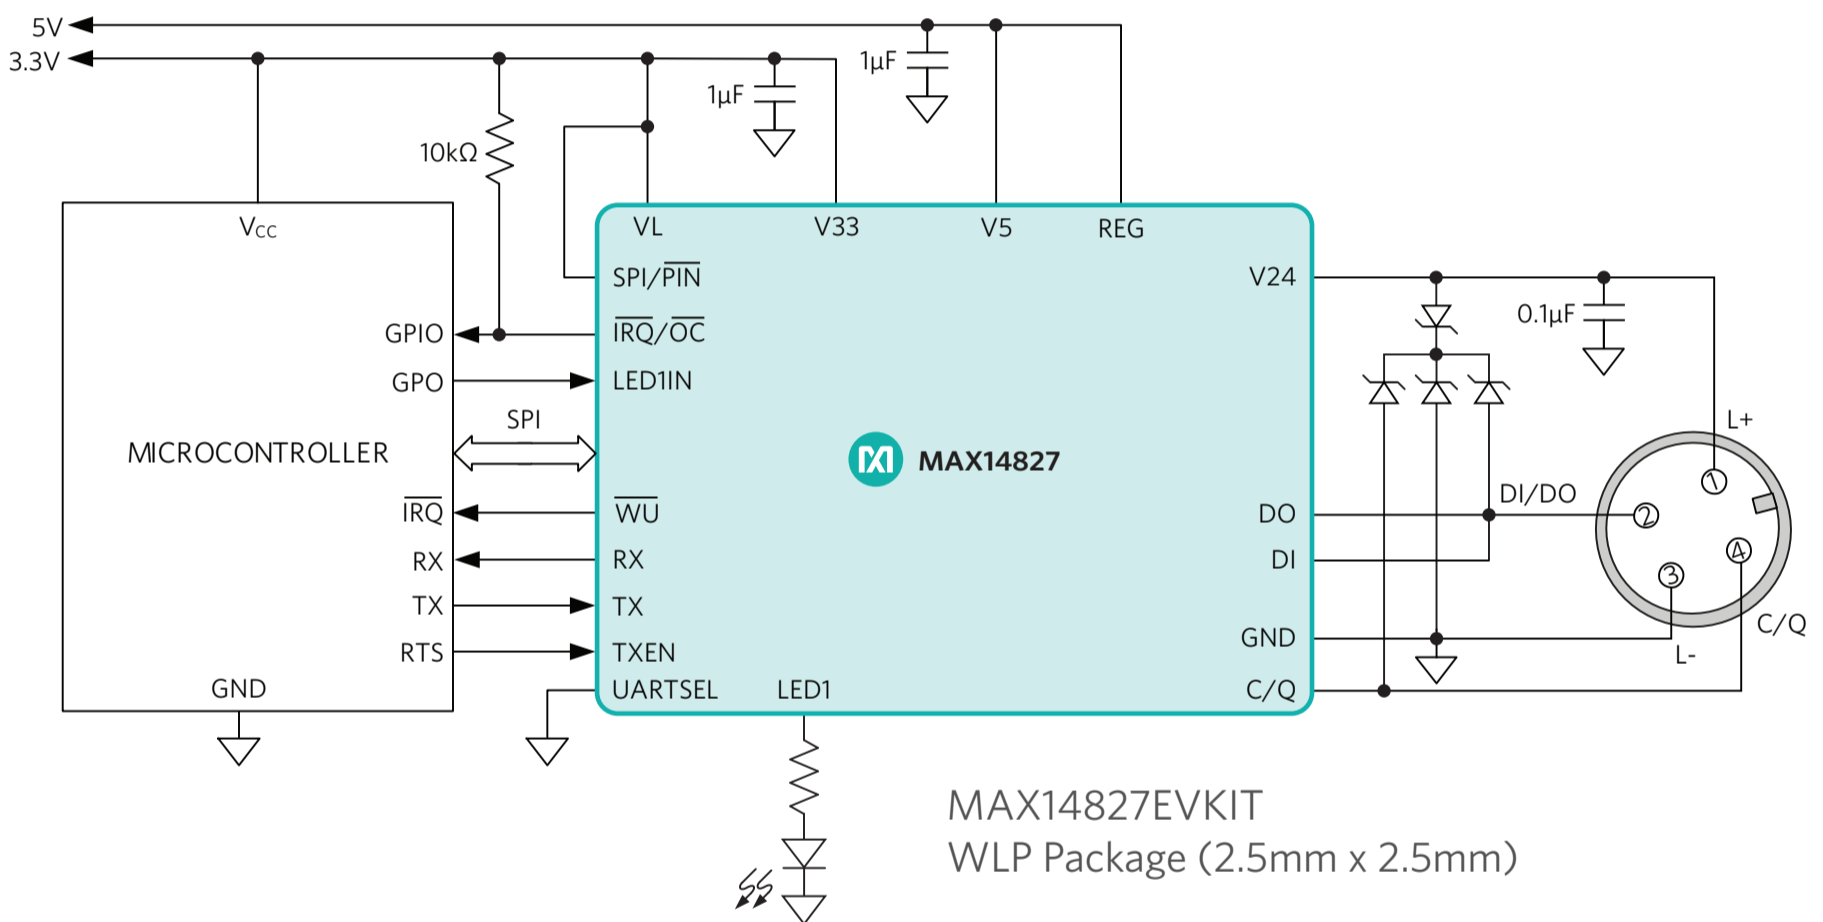 5V
3.3V
1µF
1µF
10kΩ
VCC
VL
V33
V5
REG
SPI/PIN
V24
0.1µF
GPIO
IRQ/OC
GPO
LED1IN
L+
SPI
MICROCONTROLLER
MAX14827
1
DI/DO
IRQ
WU
DO
2
RX
RX
DI
4
3
TX
TX
C/Q
GND
RTS
TXEN
L-
GND
UARTSEL
LED1
C/Q
MAX14827EVKIT
WLP Package (2.5mm x 2.5mm)